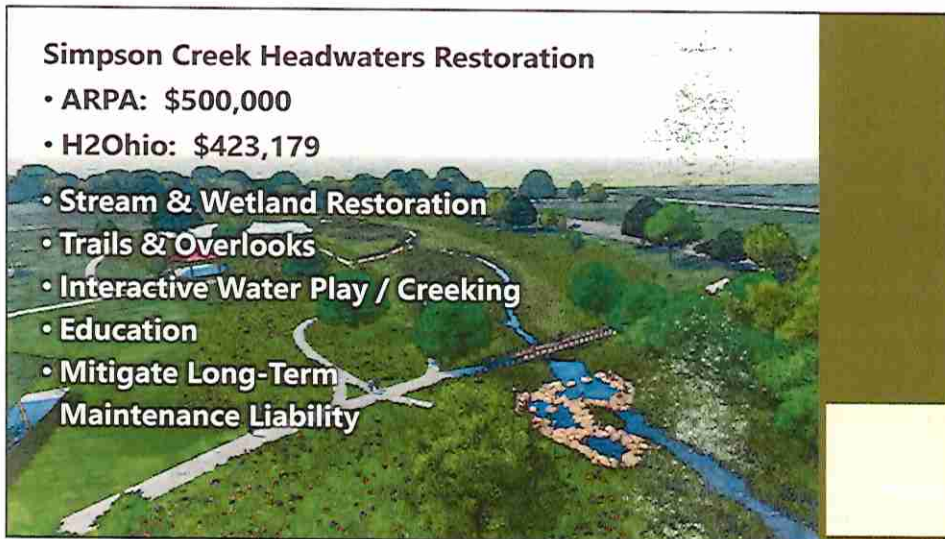 Simpson Creek Headwaters Restoration
• ARPA: $500,000
• H2Ohio: $423,179
• Stream & Wetland Restoration
• Trails & Overlooks
• Interactive Water Play / Creeking
• Education
• Mitigate Long-Term
Maintenance Liability